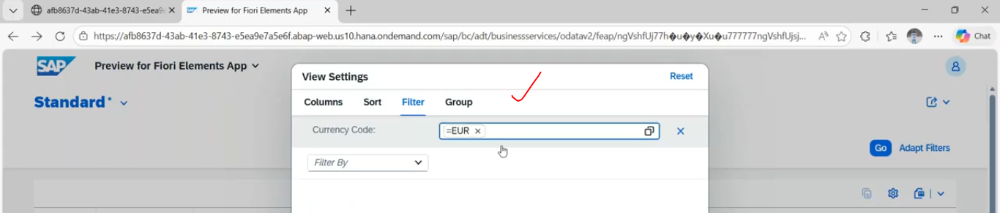 afb8637d-43ab-41e3-8743-e5ea9
Preview for Fiori Elements App
https://afb8637d-43ab-41e3-8743-e5ea9e7a5e6f.abap-web.us10.hana.ondemand.com/sap/bc/adt/businessservices/odatav2/feap/ngVshfUj77h�u�y�Xu�u777777ngVshfUjsj...
Chat
SAP
Preview for Fiori Elements App
Standard*
View Settings
Reset
Columns Sort Filter Group
Currency Code:
=EUR
Filter By
Go
Adapt Filters